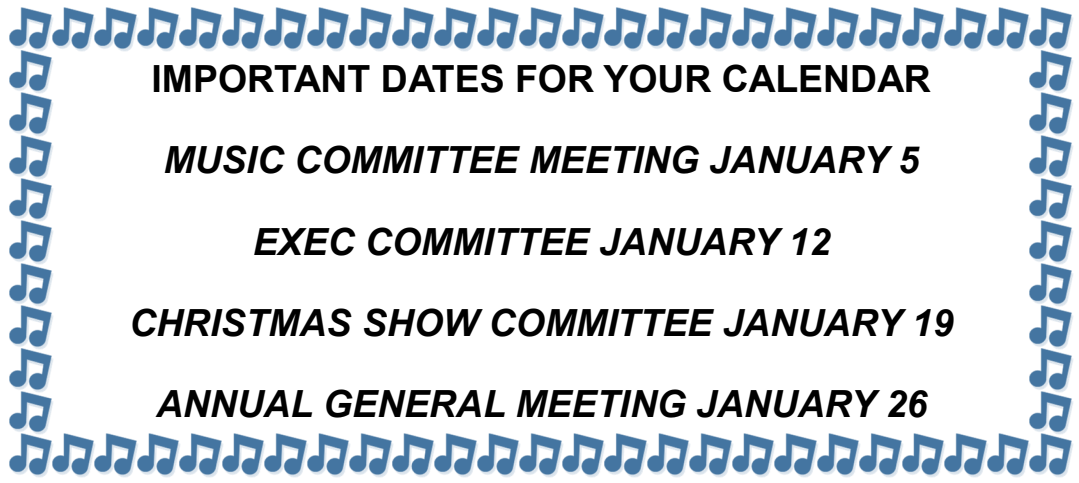 IMPORTANT DATES FOR YOUR CALENDAR
MUSIC COMMITTEE MEETING JANUARY 5
EXEC COMMITTEE JANUARY 12
CHRISTMAS SHOW COMMITTEE JANUARY 19
ANNUAL GENERAL MEETING JANUARY 26